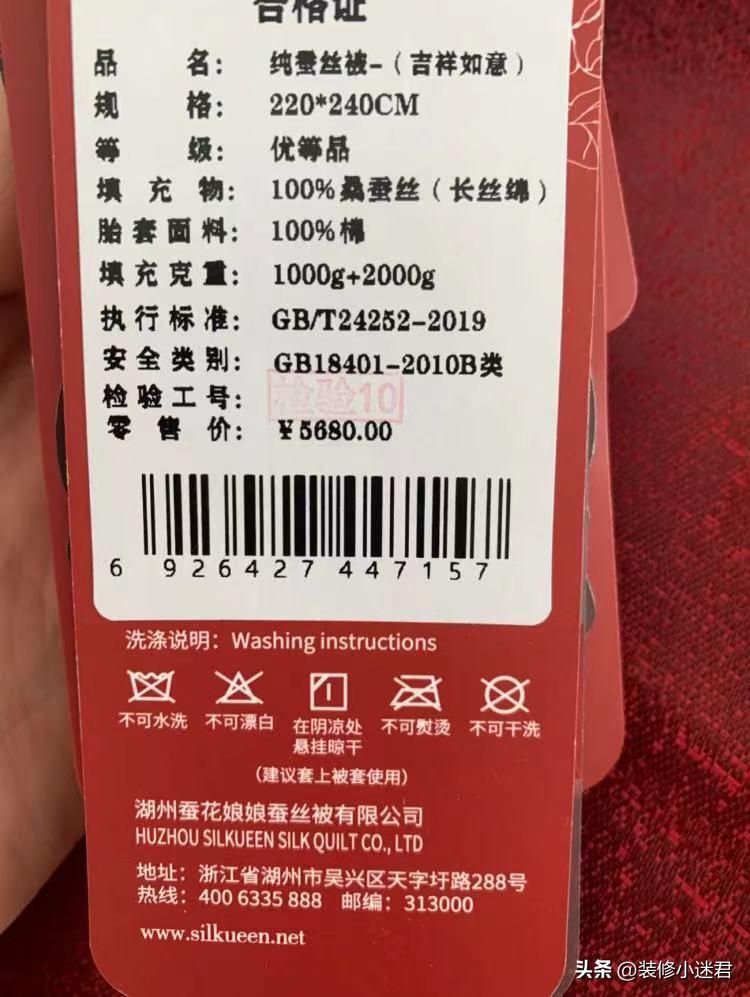 合格证
品名：纯蚕丝被-（吉祥如意）
规格：220*240CM
等级：优等品
填充物：100%桑蚕丝（长丝绵）
胎套面料：100%棉
填充克重：1000g+2000g
执行标准：GB/T24252-2019
安全类别：GB18401-2010B类
检验工号：检验10
零售价：¥5680.00
6 926427 447157
洗涤说明：Washing instructions
不可水洗 不可漂白 在阴凉处悬挂晾干 不可熨烫 不可干洗
（建议套上被套使用）
湖州蚕花娘娘蚕丝被有限公司
HUZHOU SILKUEEN SILK QUILT CO., LTD
地址：浙江省湖州市吴兴区天字圩路288号
热线：400 6335 888 邮编：313000
www.silkueen.net
头条 @装修小迷君